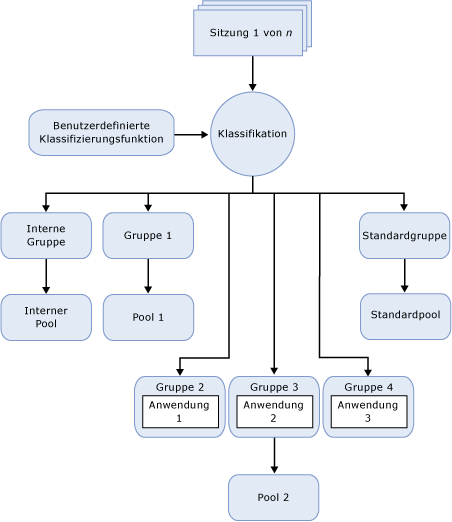 Sitzung 1 von n
Benutzerdefinierte
Klassifizierungsfunktion
Klassifikation
Interne
Gruppe
Gruppe 1
Standardgruppe
Interner
Pool
Pool 1
Standardpool
Gruppe 2
Anwendung
1
Gruppe 3
Anwendung
2
Gruppe 4
Anwendung
3
Pool 2